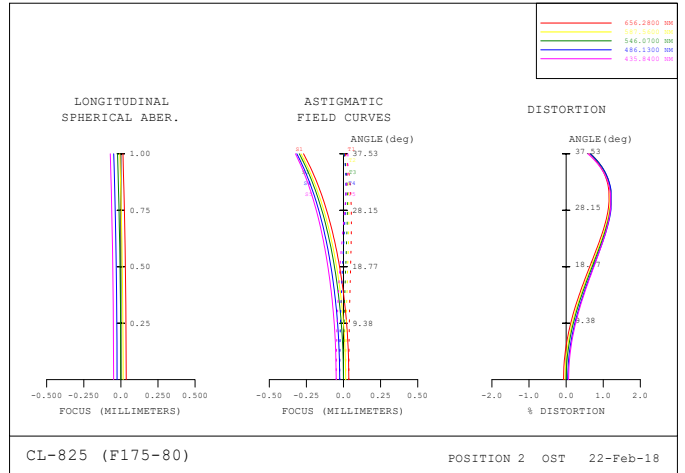 656.2800 NM
546.0700 NM
486.1300 NM
435.8400 NM
LONGITUDINAL
SPHERICAL ABER.
1.00
0.75
0.50
0.25
-0.500 -0.250 0.0 0.250 0.500
FOCUS (MILLIMETERS)
ASTIGMATIC
FIELD CURVES
ANGLE(deg)
37.53
28.15
18.77
9.38
-0.50 -0.25 0.00 0.25 0.50
FOCUS (MILLIMETERS)
DISTORTION
ANGLE(deg)
37.53
28.15
18.77
9.38
-2.0 -1.0 0.0 1.0 2.0
% DISTORTION
CL-825 (F175-80)
POSITION 2 OST 22-Feb-18